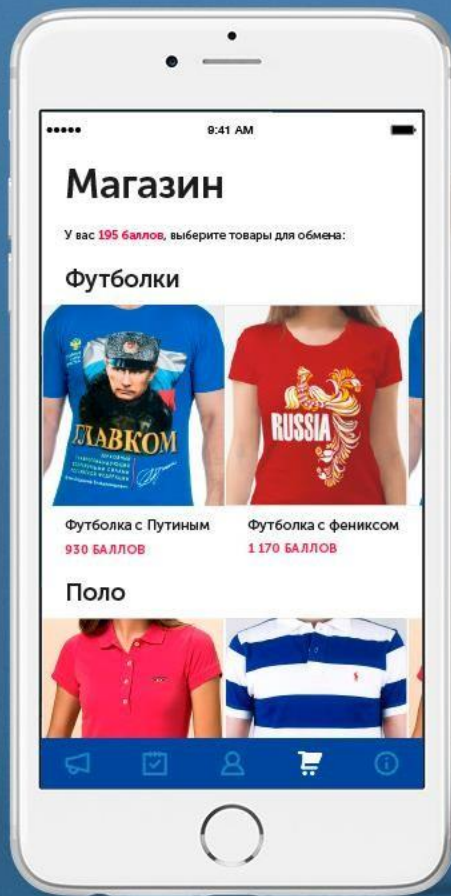 9:41 AM
Магазин
У вас 195 баллов, выберите товары для обмена:
Футболки
ГЛАВКОМ
RUSSIA
Футболка с Путиным
Футболка с фениксом
930 БАЛЛОВ
1 170 БАЛЛОВ
Поло